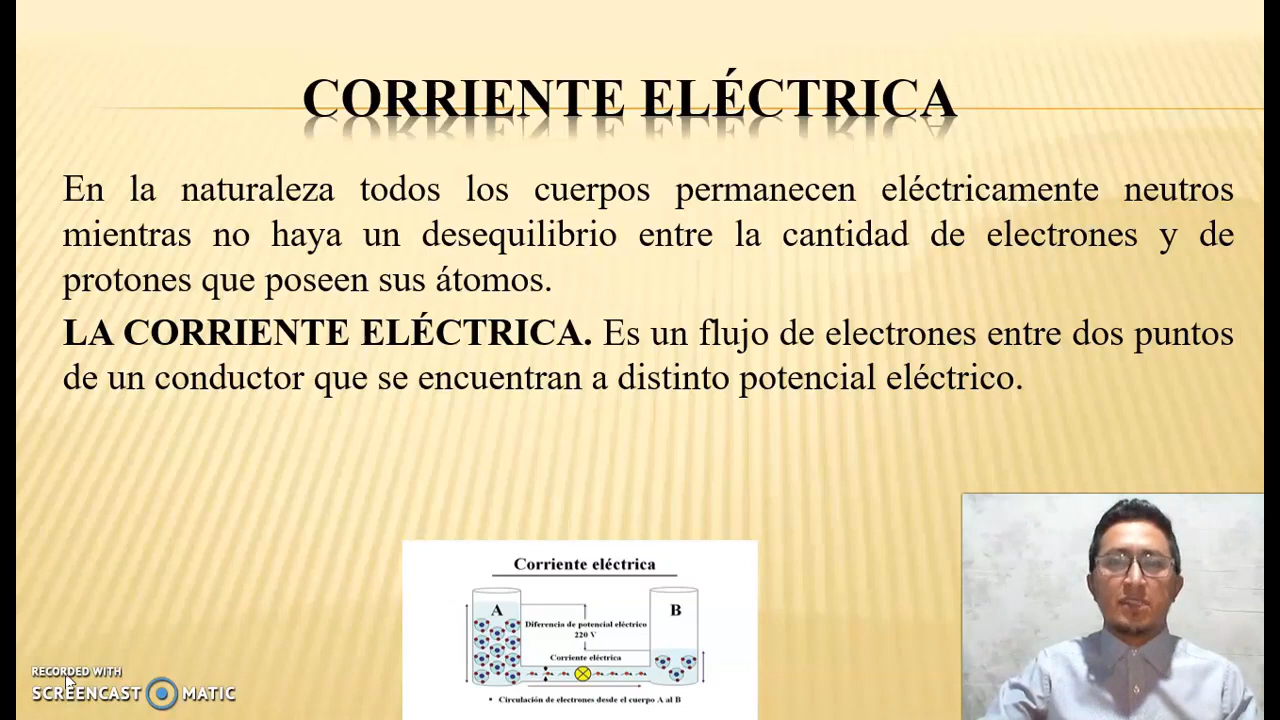 CORRIENTE ELÉCTRICA
En la naturaleza todos los cuerpos permanecen eléctricamente neutros
mientras no haya un desequilibrio entre la cantidad de electrones y de
protones que poseen sus átomos.
LA CORRIENTE ELÉCTRICA. Es un flujo de electrones entre dos puntos
de un conductor que se encuentran a distinto potencial eléctrico.
Corriente eléctrica
A
B
Diferencia de potencial eléctrico
220 V
Corriente eléctrica
• Circulación de electrones desde el cuerpo A al B
RECORDED WITH
SCREENCAST MATIC